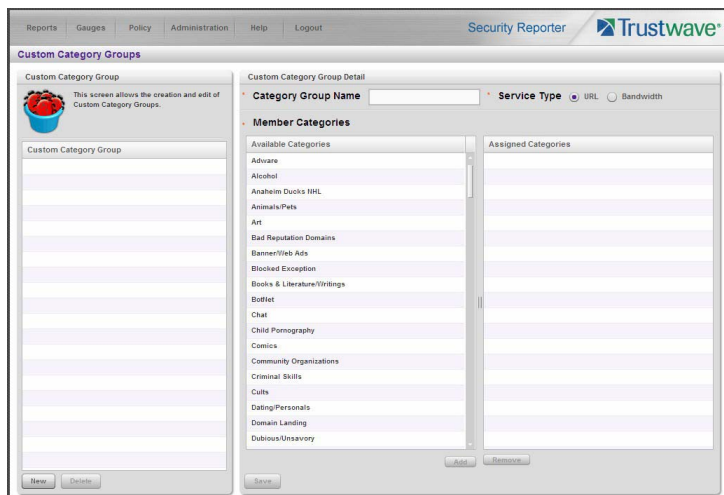 Reports Gauges Policy Administration Help Logout
Security Reporter Trustwave®
Custom Category Groups
Custom Category Group
This screen allows the creation and edit of
Custom Category Groups.
Custom Category Group
New Delete
Custom Category Group Detail
* Category Group Name
* Service Type URL Bandwidth
* Member Categories
Available Categories
Adware
Alcohol
Anaheim Ducks NHL
Animals/Pets
Art
Bad Reputation Domains
Banner/Web Ads
Blocked Exception
Books & Literature/Writings
BotNet
Chat
Child Pornography
Comics
Community Organizations
Criminal Skills
Cults
Dating/Personals
Domain Landing
Dubious/Unsavory
Add
Assigned Categories
Remove
Save